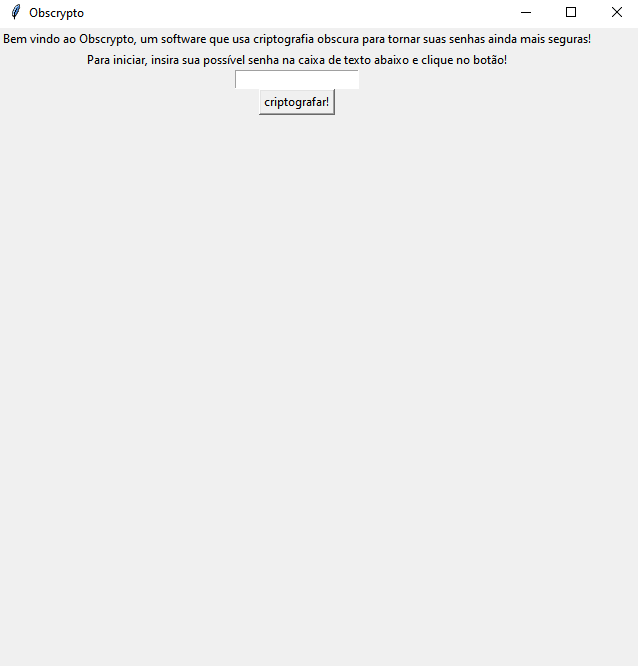 Obscrypto
Bem vindo ao Obscrypto, um software que usa criptografia obscura para tornar suas senhas ainda mais seguras!
Para iniciar, insira sua possível senha na caixa de texto abaixo e clique no botão!
criptografar!